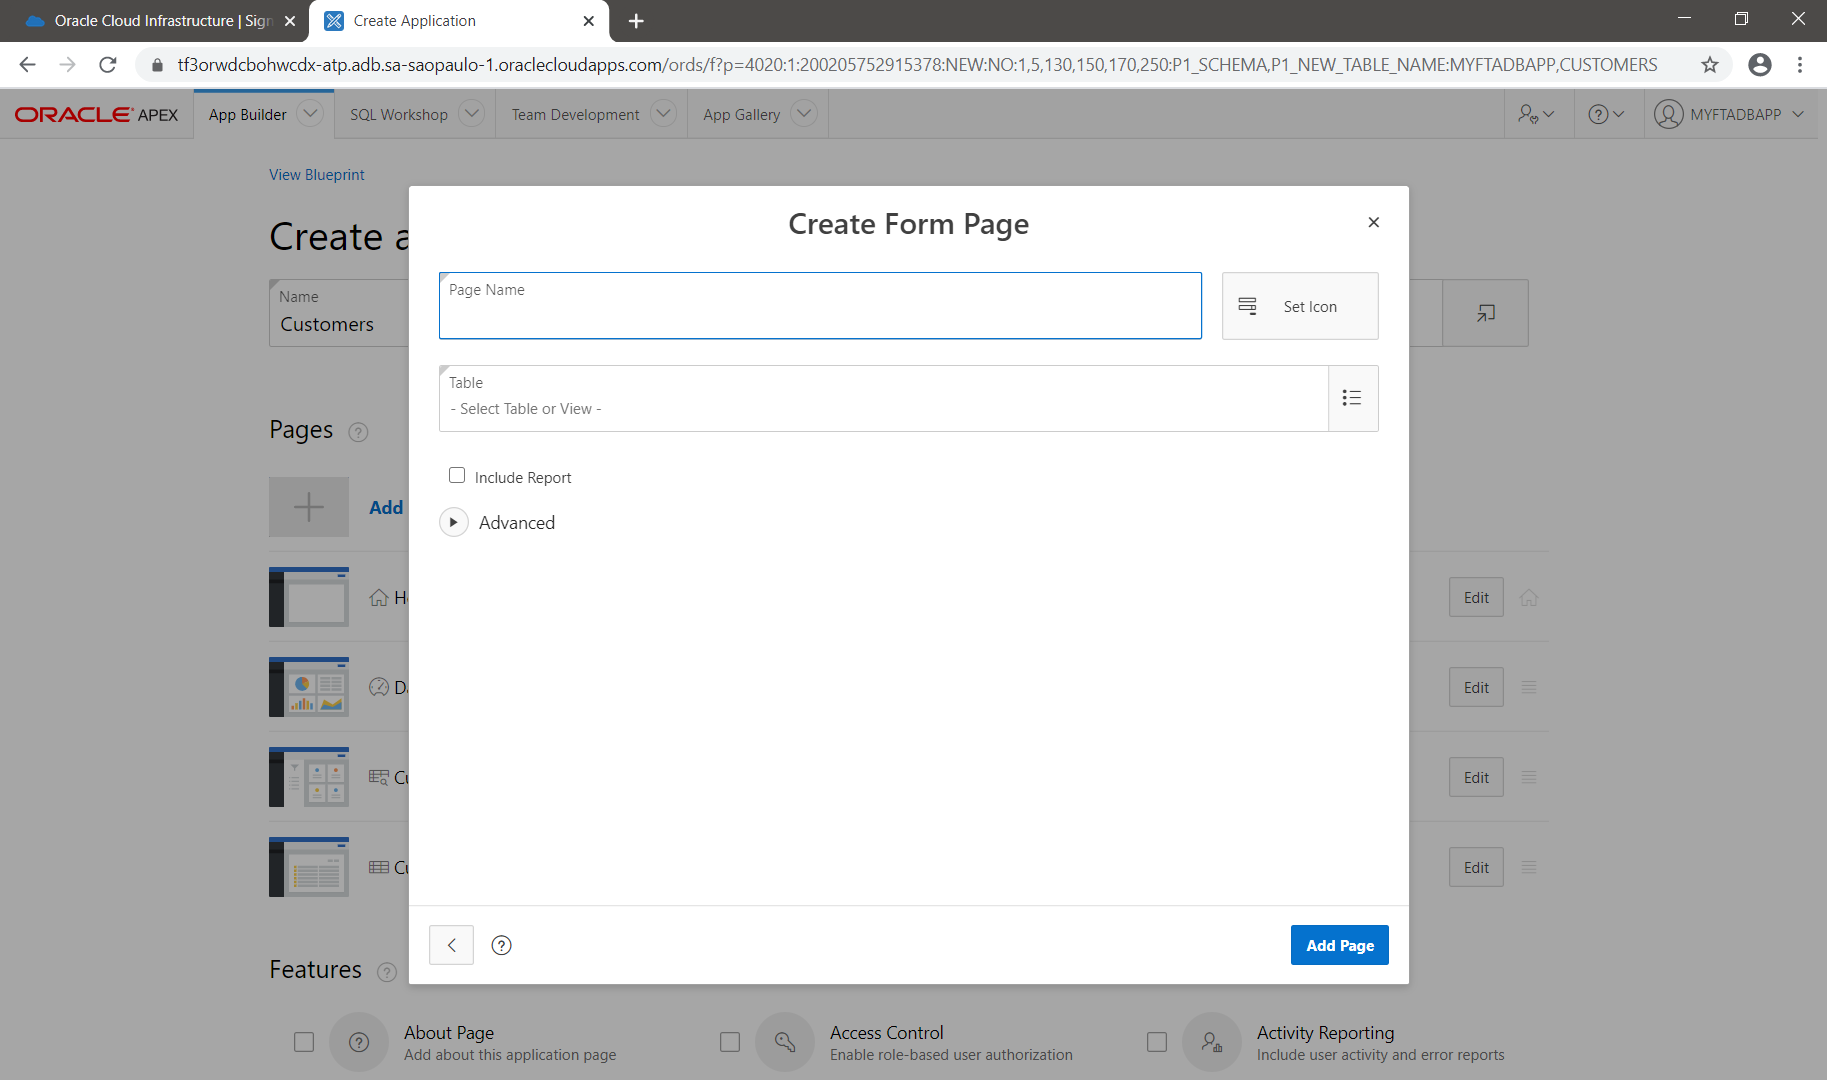 Oracle Cloud Infrastructure | Sign
Create Application
tf3orwdcbohwcdx-atp.adb.sa-saopaulo-1.oraclecloudapps.com/ords/f?p=4020:1:200205752915378:NEW:NO:1,5,130,150,170,250:P1_SCHEMA,P1_NEW_TABLE_NAME:MYFTADBAPP,CUSTOMERS
ORACLE APEX
App Builder
SQL Workshop
Team Development
App Gallery
MYFTADBAPP
View Blueprint
Create a
Create Form Page
Name
Customers
Page Name
Set Icon
Table
- Select Table or View -
Pages
Include Report
Add
Advanced
H
Edit
D
Edit
Cu
Edit
Cu
Edit
Add Page
Features
About Page
Add about this application page
Access Control
Enable role-based user authorization
Activity Reporting
Include user activity and error reports